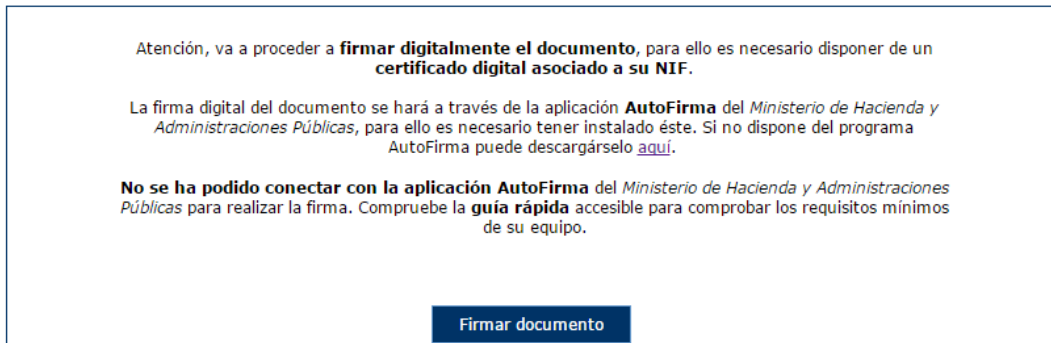 Atención, va a proceder a firmar digitalmente el documento, para ello es necesario disponer de un
certificado digital asociado a su NIF.
La firma digital del documento se hará a través de la aplicación AutoFirma del Ministerio de Hacienda y
Administraciones Públicas, para ello es necesario tener instalado éste. Si no dispone del programa
AutoFirma puede descargárselo aquí.
No se ha podido conectar con la aplicación AutoFirma del Ministerio de Hacienda y Administraciones
Públicas para realizar la firma. Compruebe la guía rápida accesible para comprobar los requisitos mínimos
de su equipo.
Firmar documento